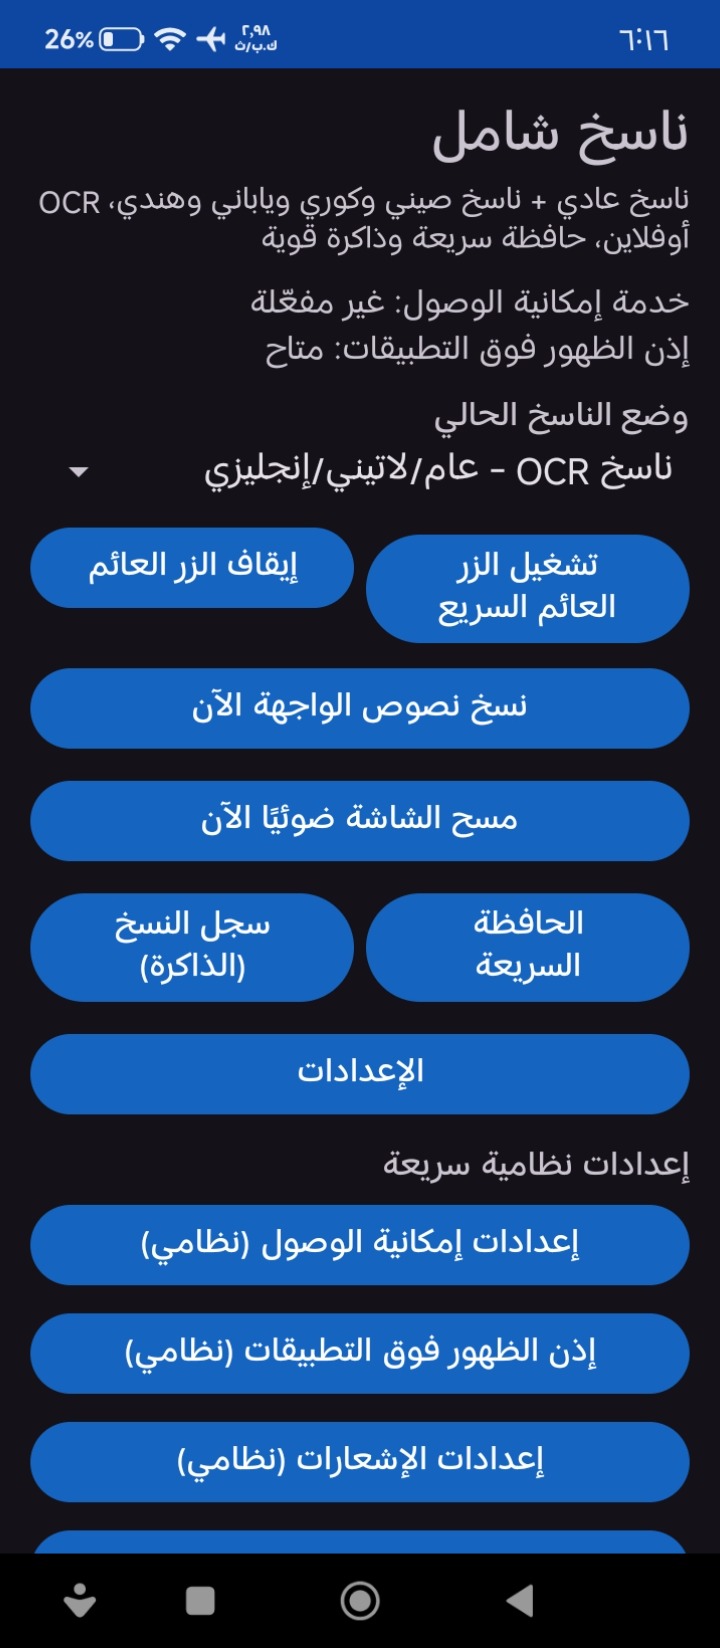 26%
٢,٩٨
ك.ب/ث
٦:١٦
ناسخ شامل
ناسخ عادي + ناسخ صيني وكوري وياباني وهندي، OCR
أوفلاين، حافظة سريعة وذاكرة قوية
خدمة إمكانية الوصول: غير مفعّلة
إذن الظهور فوق التطبيقات: متاح
وضع الناسخ الحالي
ناسخ OCR – عام/لاتيني/إنجليزي
تشغيل الزر
العائم السريع
إيقاف الزر العائم
نسخ نصوص الواجهة الآن
مسح الشاشة ضوئيًا الآن
الحافظة
السريعة
سجل النسخ
(الذاكرة)
الإعدادات
إعدادات نظامية سريعة
إعدادات إمكانية الوصول (نظامي)
إذن الظهور فوق التطبيقات (نظامي)
إعدادات الإشعارات (نظامي)